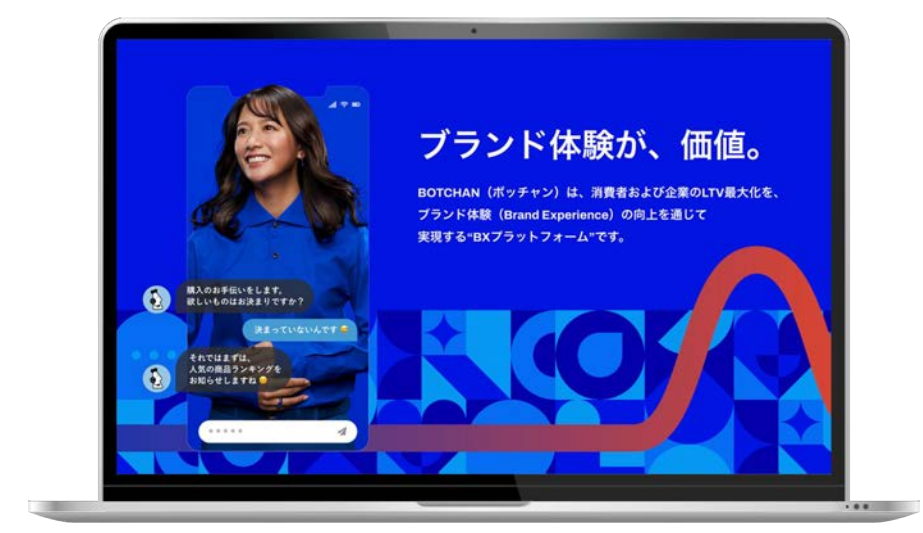 ブランド体験が、価値。
BOTCHAN（ボッチャン）は、消費者および企業のLTV最大化を、
ブランド体験（Brand Experience）の向上を通じて
実現する“BXプラットフォーム”です。
購入のお手伝いをします。
欲しいものはお決まりですか？
決まっていないんです😅
それではまずは、
人気の商品ランキングを
お知らせしますね😊